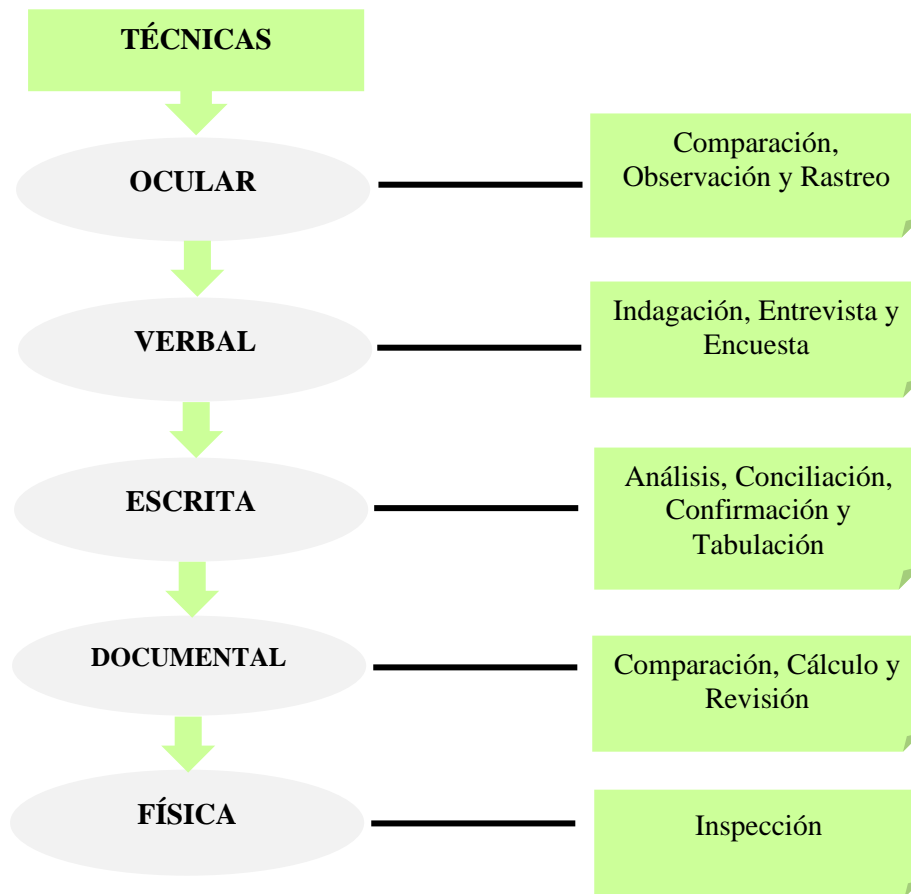 TÉCNICAS
OCULAR
Comparación,
Observación y Rastreo
VERBAL
Indagación, Entrevista y
Encuesta
ESCRITA
Análisis, Conciliación,
Confirmación y
Tabulación
DOCUMENTAL
Comparación, Cálculo y
Revisión
FÍSICA
Inspección